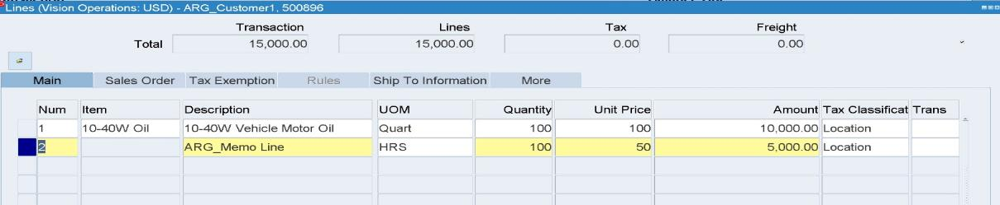 Lines (Vision Operations: USD) - ARG_Customer1, 500896
Transaction Lines Tax Freight
Total 15,000.00 15,000.00 0.00 0.00
Main Sales Order Tax Exemption Rules Ship To Information More
Num Item Description UOM Quantity Unit Price Amount Tax Classificat Trans
1 10-40W Oil 10-40W Vehicle Motor Oil Quart 100 100 10,000.00 Location
2 ARG_Memo Line HRS 100 50 5,000.00 Location